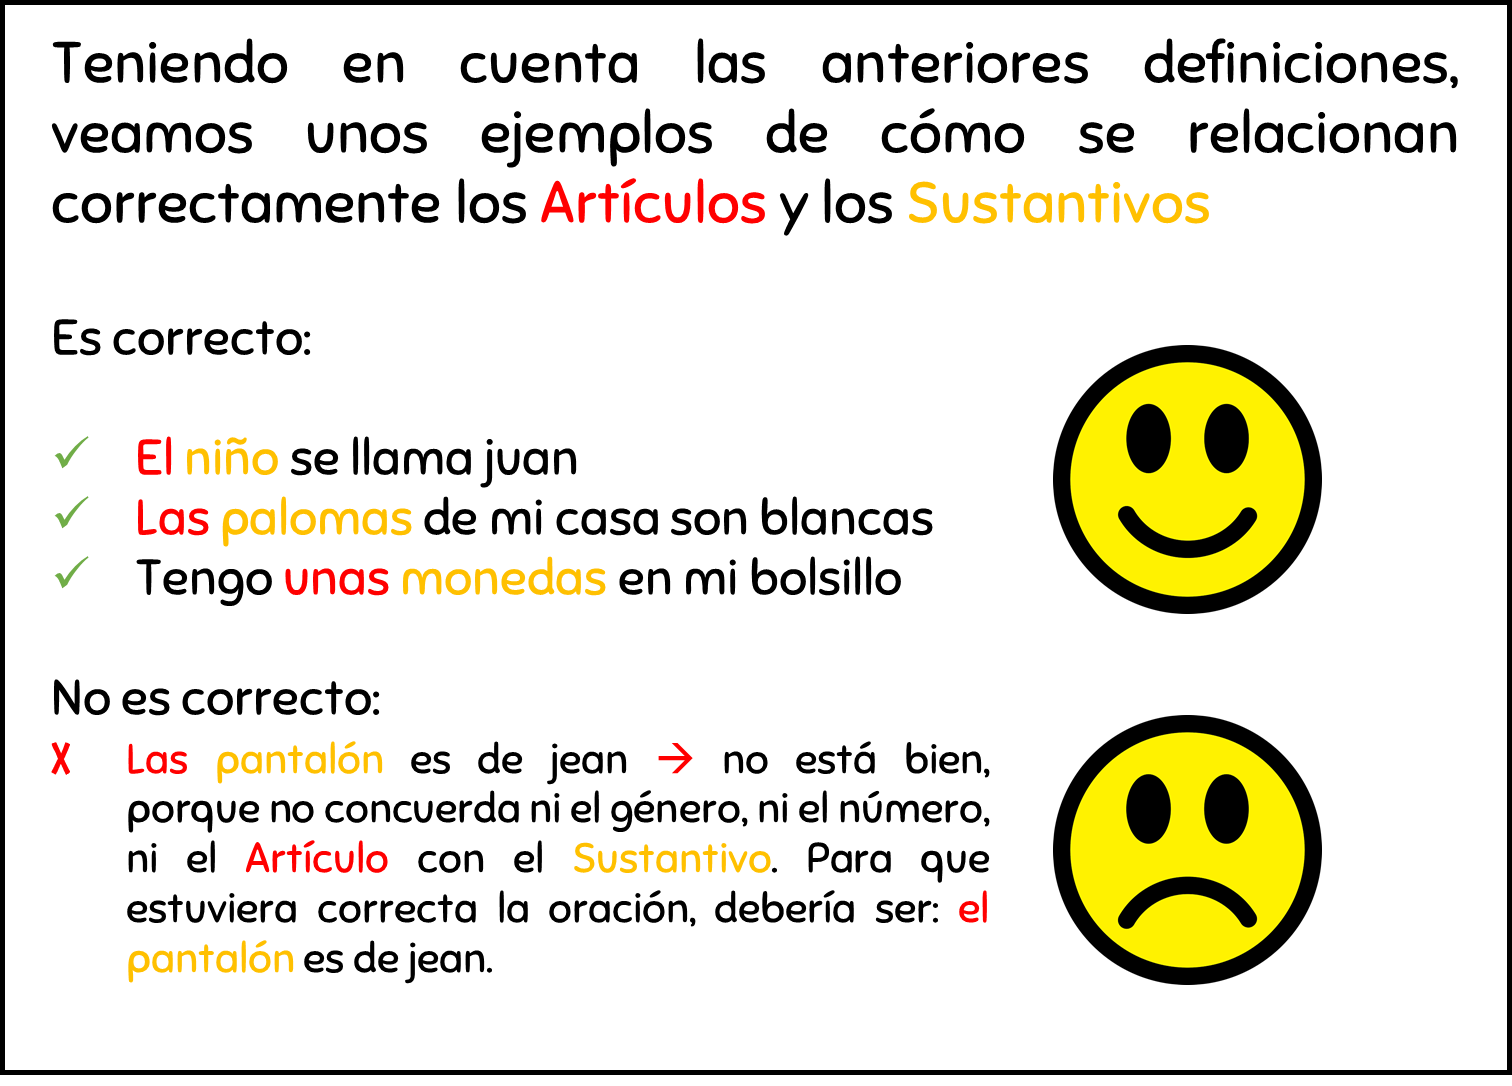 Teniendo en cuenta las anteriores definiciones,
veamos unos ejemplos de cómo se relacionan
correctamente los Artículos y los Sustantivos
Es correcto:
✓ El niño se llama juan
✓ Las palomas de mi casa son blancas
✓ Tengo unas monedas en mi bolsillo
No es correcto:
X Las pantalón es de jean → no está bien,
porque no concuerda ni el género, ni el número,
ni el Artículo con el Sustantivo. Para que
estuviera correcta la oración, debería ser: el
pantalón es de jean.